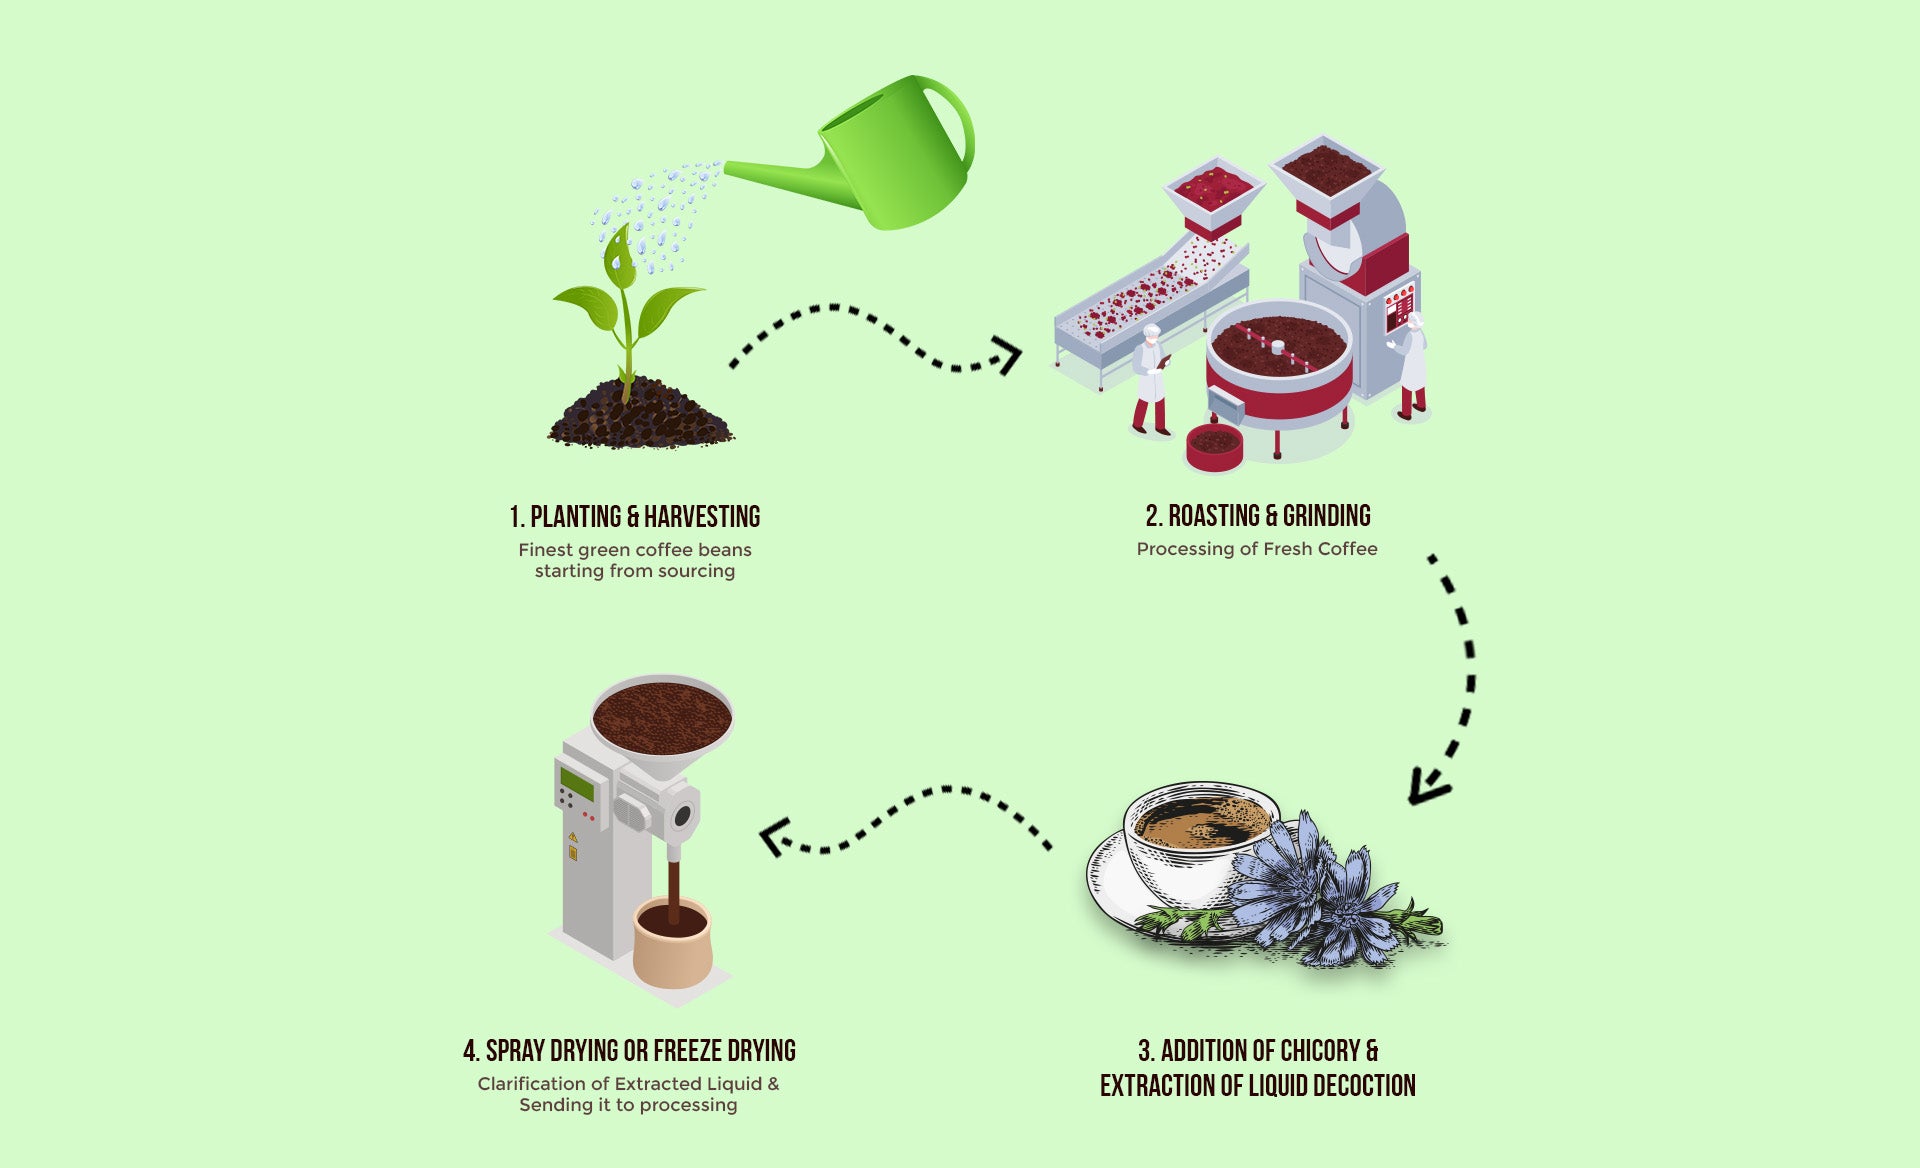 1. PLANTING & HARVESTING
Finest green coffee beans
starting from sourcing
2. ROASTING & GRINDING
Processing of Fresh Coffee
3. ADDITION OF CHICORY &
EXTRACTION OF LIQUID DECOCTION
4. SPRAY DRYING OR FREEZE DRYING
Clarification of Extracted Liquid &
Sending it to processing